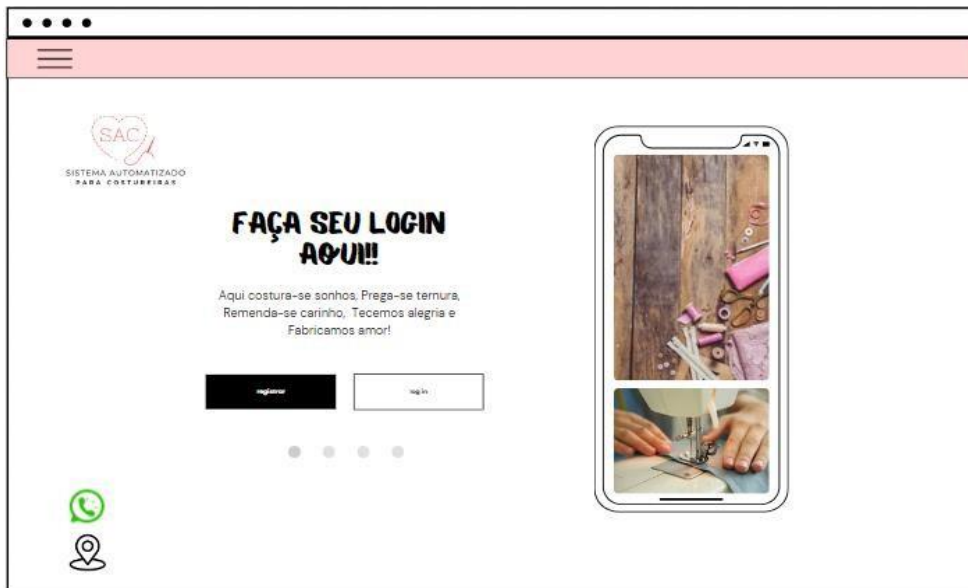 SAC
SISTEMA AUTOMATIZADO
PARA COSTUREIRAS
FAÇA SEU LOGIN
AQUI!!
Aqui costura-se sonhos, Prega-se ternura,
Remenda-se carinho, Tecemos alegria e
Fabricamos amor!
registrar
log in